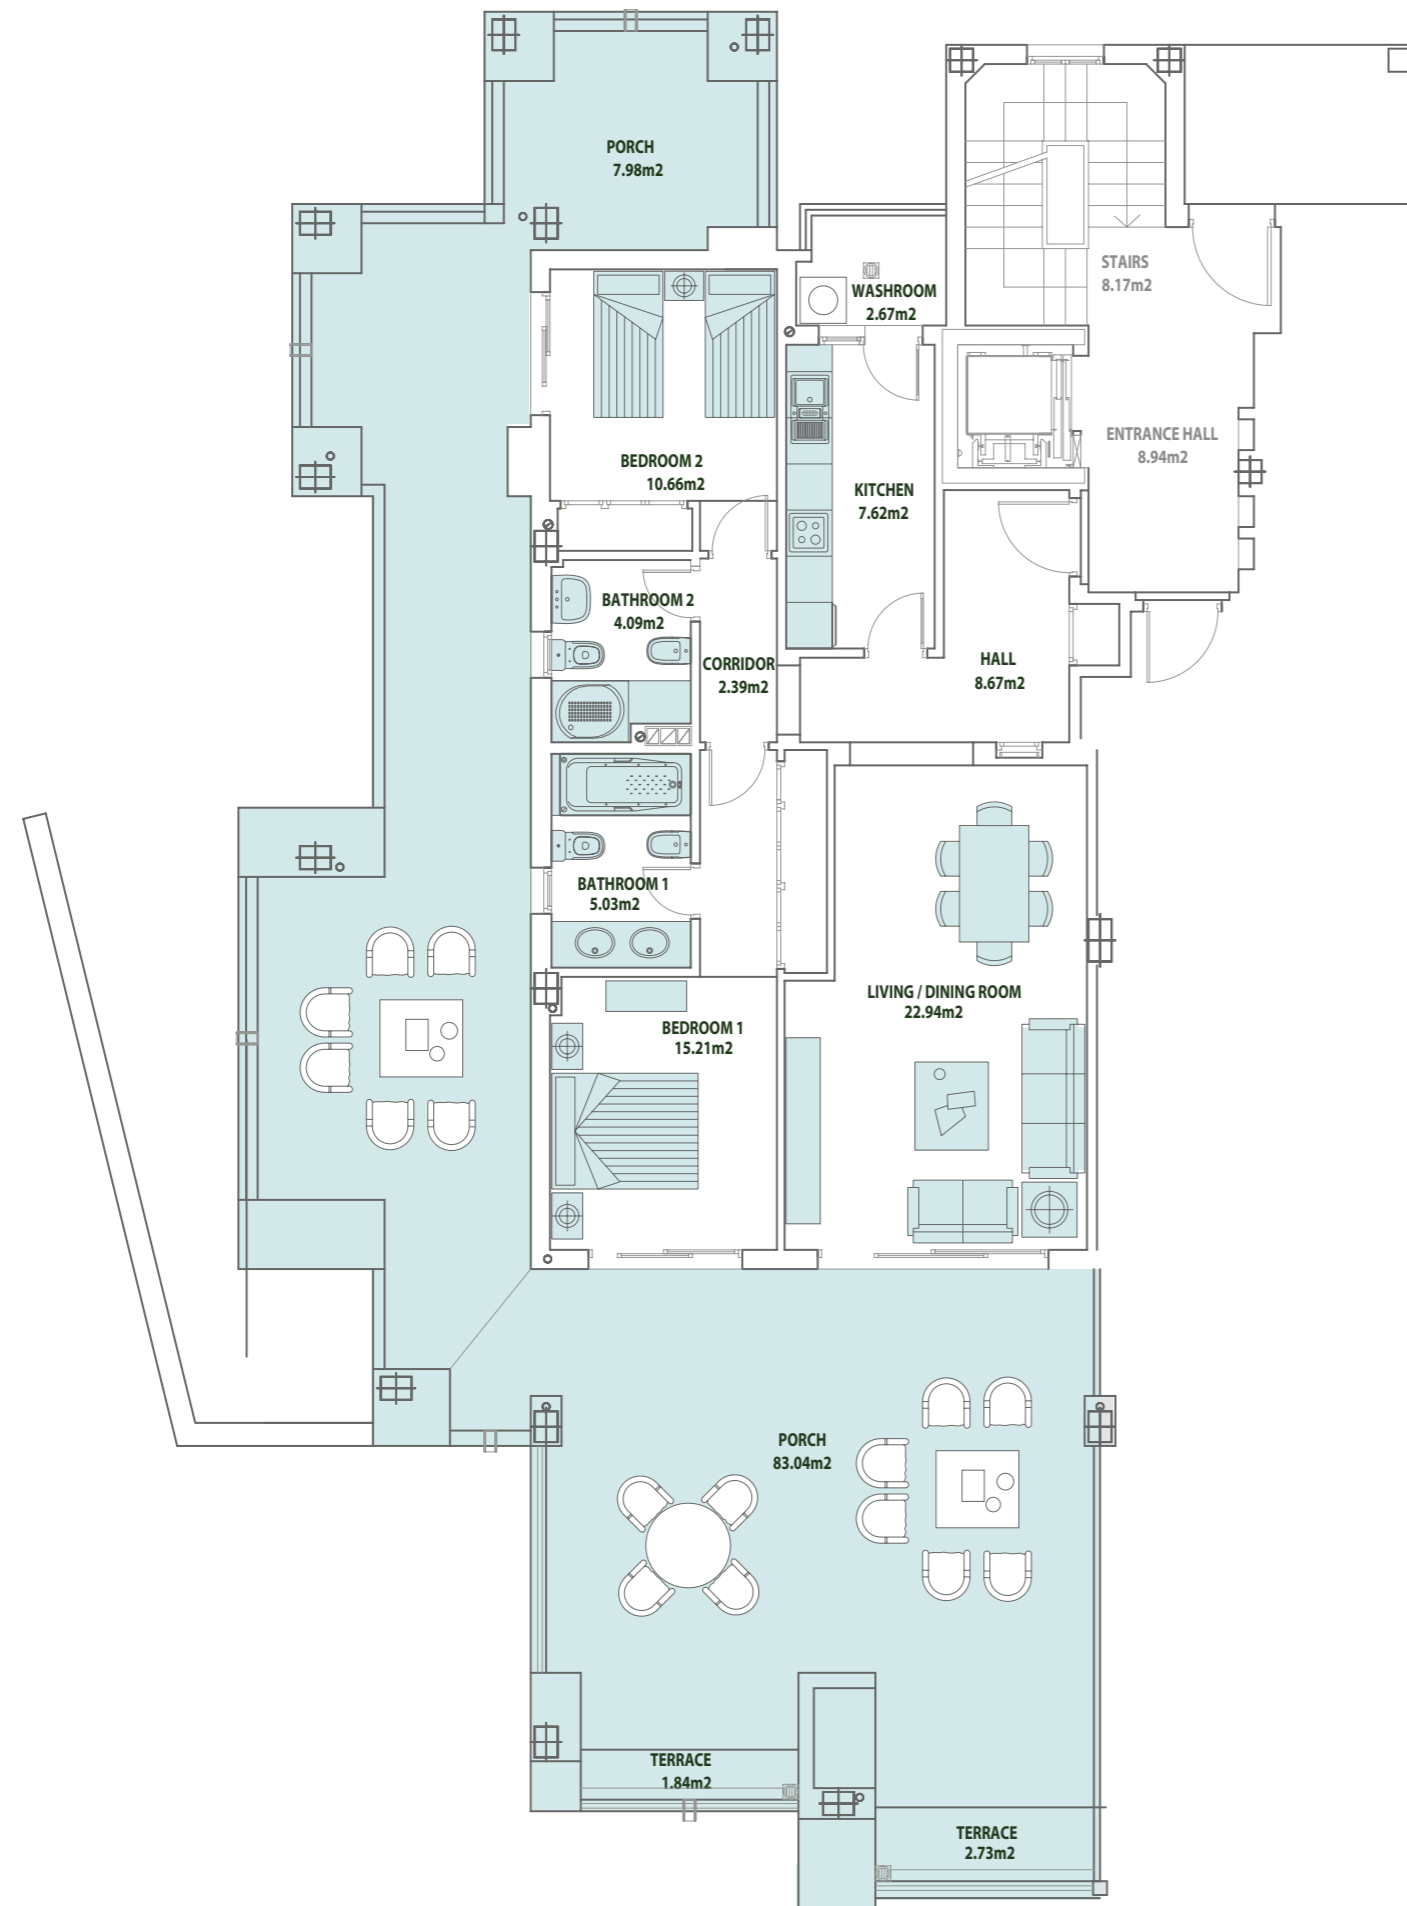 PORCH
7.98m2
STAIRS
8.17m2
WASHROOM
2.67m2
ENTRANCE HALL
8.94m2
BEDROOM 2
10.66m2
KITCHEN
7.62m2
BATHROOM 2
4.09m2
CORRIDOR
2.39m2
HALL
8.67m2
BATHROOM 1
5.03m2
LIVING / DINING ROOM
22.94m2
BEDROOM 1
15.21m2
PORCH
83.04m2
TERRACE
1.84m2
TERRACE
2.73m2